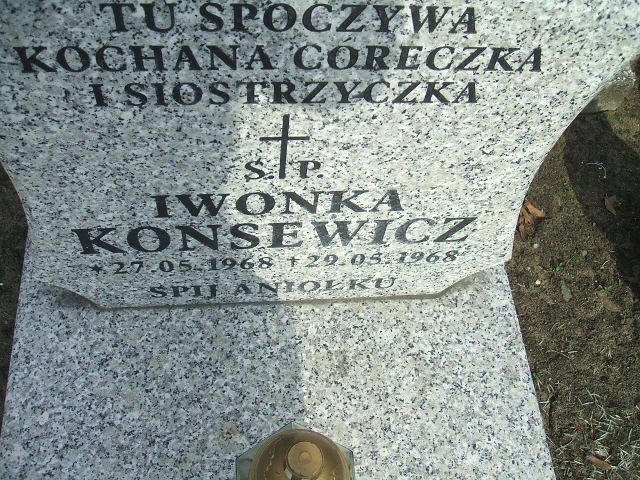 TU SPOCZYWA
KOCHANA CÓRECZKA
I SIOSTRZYCZKA
Ś. P.
IWONKA
KONSEWICZ
*27.05.1968 †29.05.1968
ŚPIJ ANIOŁKU